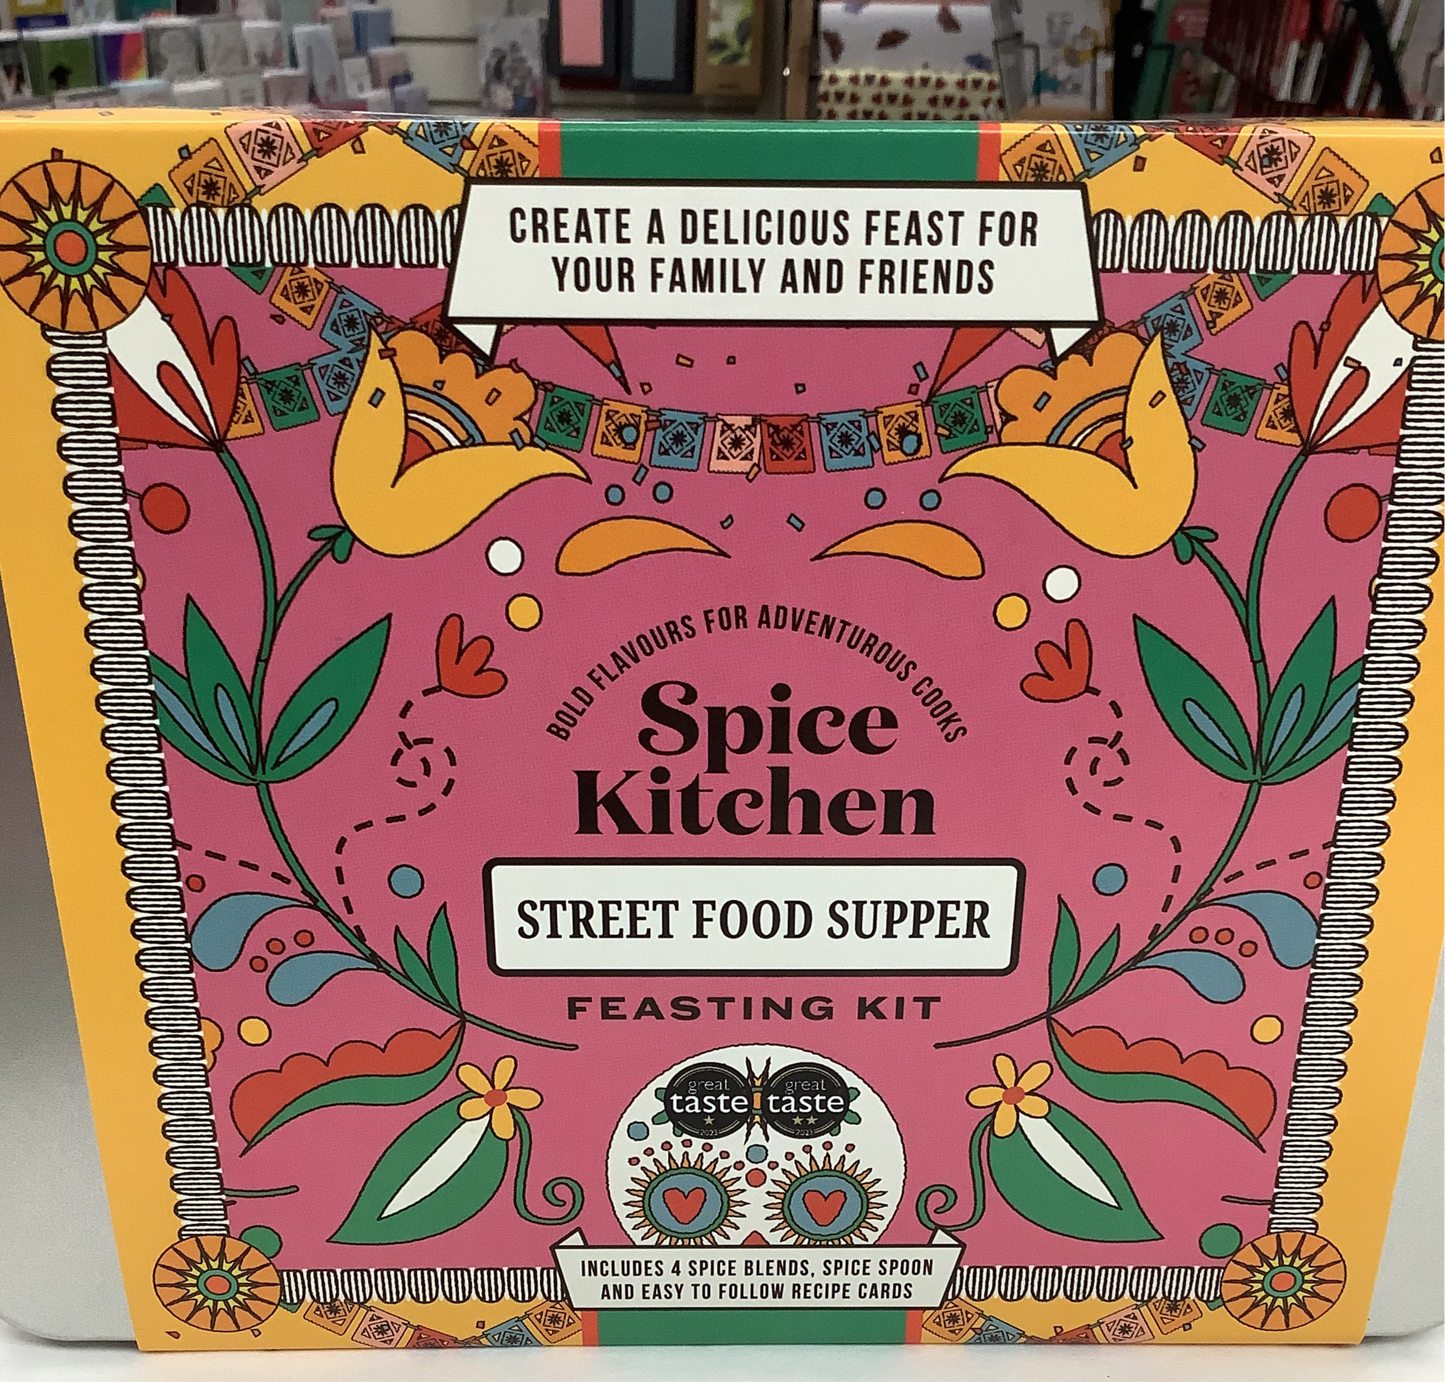 CREATE A DELICIOUS FEAST FOR
YOUR FAMILY AND FRIENDS
BOLD FLAVOURS FOR ADVENTUROUS COOKS
Spice
Kitchen
STREET FOOD SUPPER
FEASTING KIT
great
taste
2021
great
taste
INCLUDES 4 SPICE BLENDS, SPICE SPOON
AND EASY TO FOLLOW RECIPE CARDS